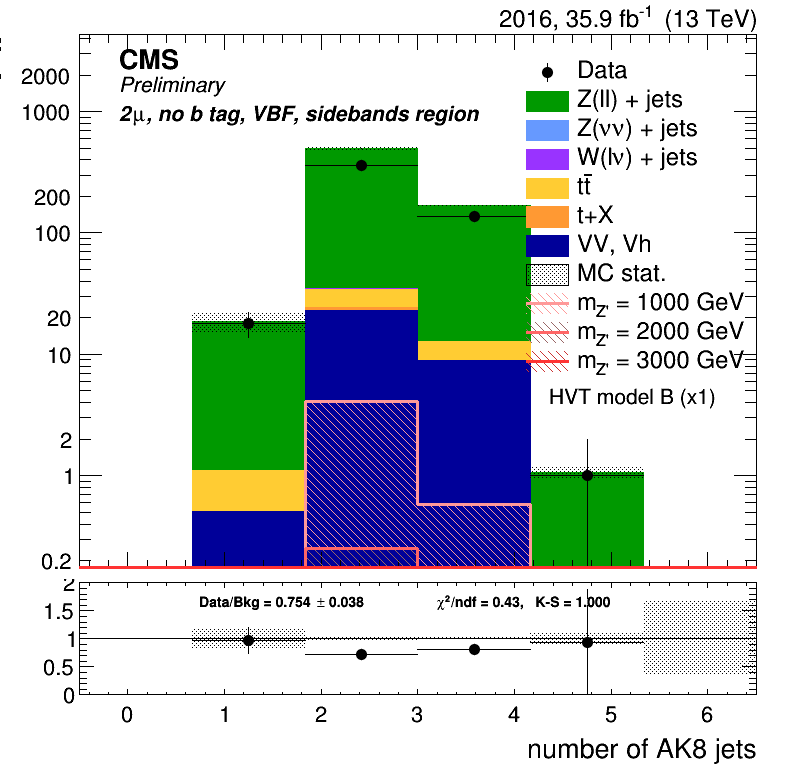 2016, 35.9 fb⁻¹ (13 TeV)
CMS
Preliminary
2μ, no b tag, VBF, sidebands region
Data
Z(ll) + jets
Z(νν) + jets
W(lν) + jets
tt̄
t+X
VV, Vh
MC stat.
m_Z' = 1000 GeV
m_Z' = 2000 GeV
m_Z' = 3000 GeV
HVT model B (x1)
2000
1000
200
100
20
10
2
1
0.2
Data/Bkg = 0.754 ± 0.038
χ²/ndf = 0.43, K-S = 1.000
2
1.5
1
0.5
0
0 1 2 3 4 5 6
number of AK8 jets